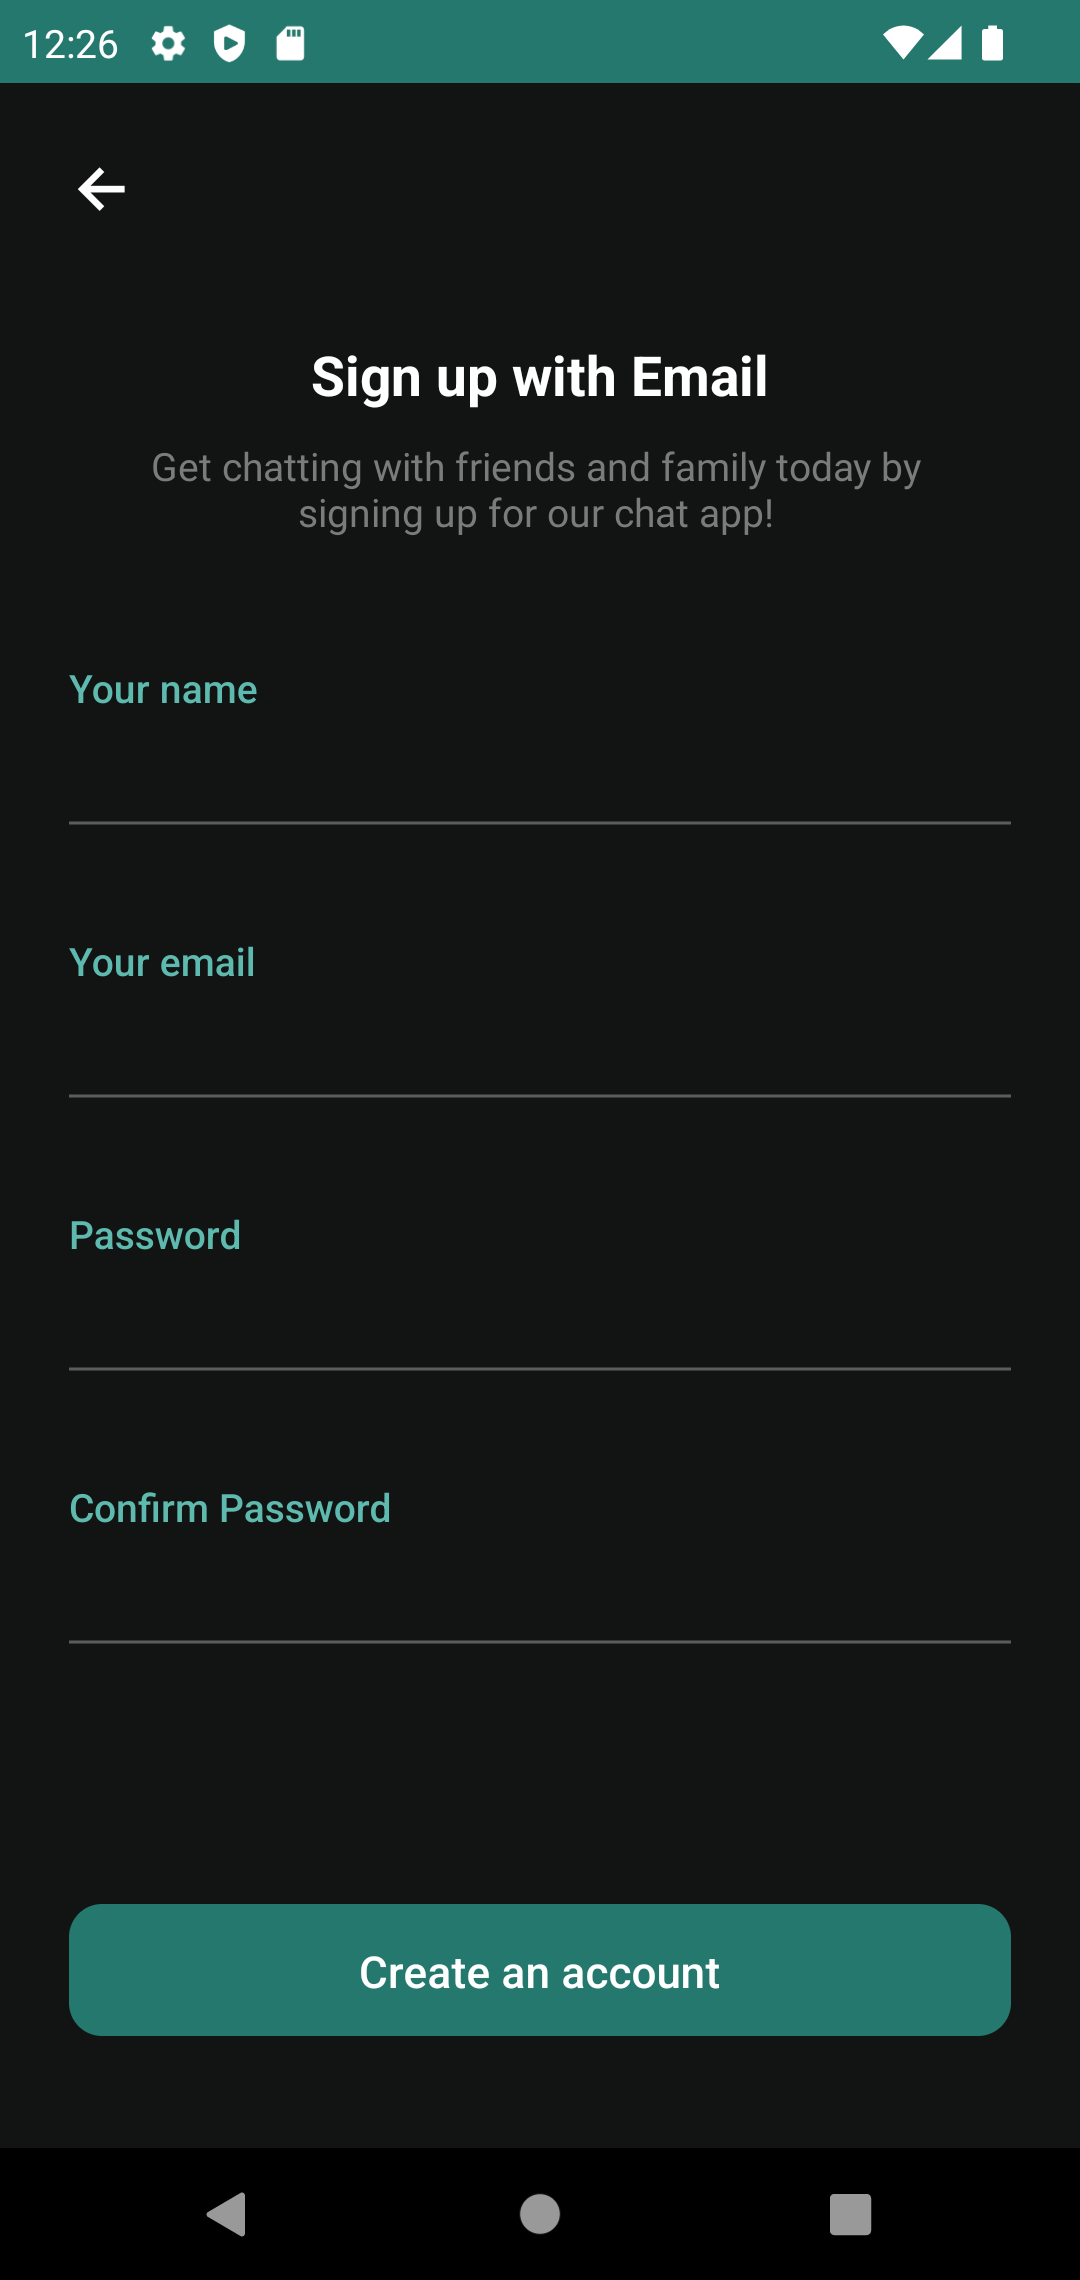 12:26
Sign up with Email
Get chatting with friends and family today by
signing up for our chat app!
Your name
Your email
Password
Confirm Password
Create an account